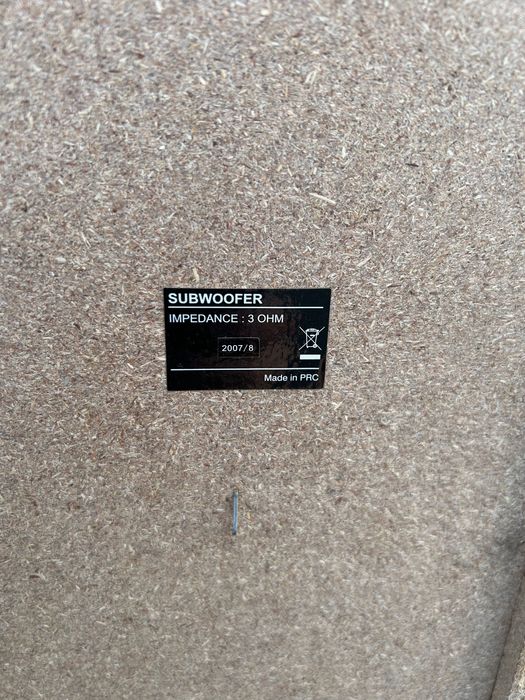 SUBWOOFER
IMPEDANCE : 3 OHM
2007/8
Made in PRC